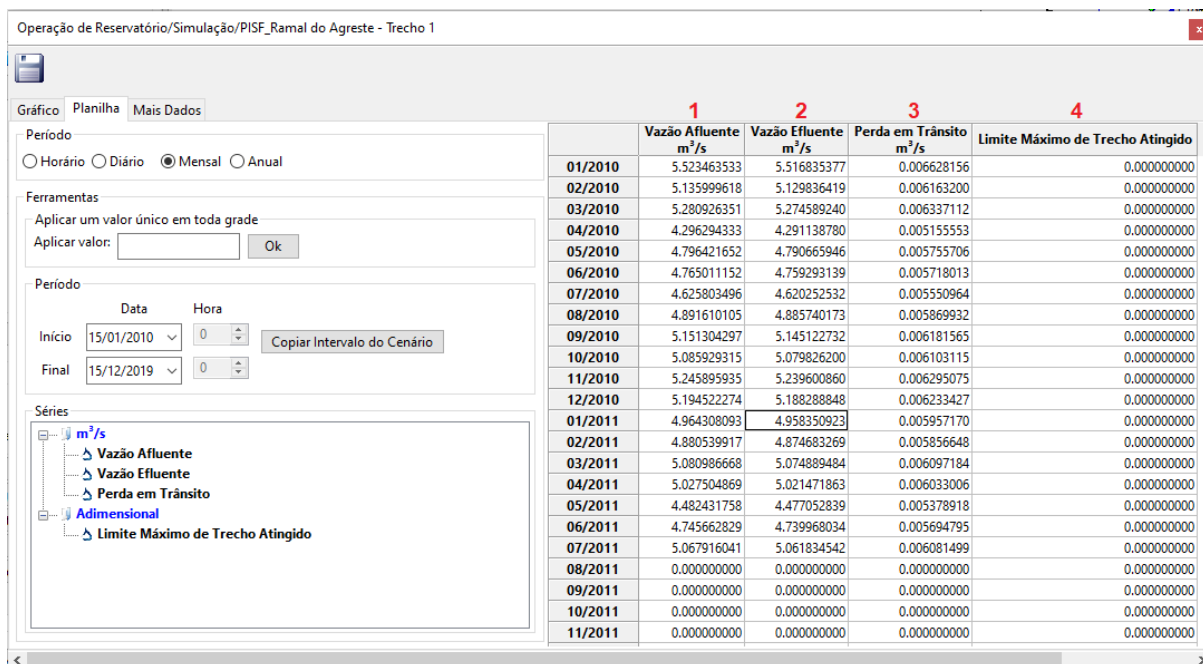 Operação de Reservatório/Simulação/PISF_Ramal do Agreste - Trecho 1
x
Gráfico Planilha Mais Dados
Período
Horário Diário Mensal Anual
Ferramentas
Aplicar um valor único em toda grade
Aplicar valor: Ok
Período
Data Hora
Início 15/01/2010 0 Copiar Intervalo do Cenário
Final 15/12/2019 0
Séries
m³/s
Vazão Afluente
Vazão Efluente
Perda em Trânsito
Adimensional
Limite Máximo de Trecho Atingido
1 2 3 4
Vazão Afluente m³/s Vazão Efluente m³/s Perda em Trânsito m³/s Limite Máximo de Trecho Atingido
01/2010 5.523463533 5.516835377 0.006628156 0.000000000
02/2010 5.135999618 5.129836419 0.006163200 0.000000000
03/2010 5.280926351 5.274589240 0.006337112 0.000000000
04/2010 4.296294333 4.291138780 0.005155553 0.000000000
05/2010 4.796421652 4.790665946 0.005755706 0.000000000
06/2010 4.765011152 4.759293139 0.005718013 0.000000000
07/2010 4.625803496 4.620252532 0.005550964 0.000000000
08/2010 4.891610105 4.885740173 0.005869932 0.000000000
09/2010 5.151304297 5.145122732 0.006181565 0.000000000
10/2010 5.085929315 5.079826200 0.006103115 0.000000000
11/2010 5.245895935 5.239600860 0.006295075 0.000000000
12/2010 5.194522274 5.188288848 0.006233427 0.000000000
01/2011 4.964308093 4.958350923 0.005957170 0.000000000
02/2011 4.880539917 4.874683269 0.005856648 0.000000000
03/2011 5.080986668 5.074889484 0.006097184 0.000000000
04/2011 5.027504869 5.021471863 0.006033006 0.000000000
05/2011 4.482431758 4.477052839 0.005378918 0.000000000
06/2011 4.745662829 4.739968034 0.005694795 0.000000000
07/2011 5.067916041 5.061834542 0.006081499 0.000000000
08/2011 0.000000000 0.000000000 0.000000000 0.000000000
09/2011 0.000000000 0.000000000 0.000000000 0.000000000
10/2011 0.000000000 0.000000000 0.000000000 0.000000000
11/2011 0.000000000 0.000000000 0.000000000 0.000000000